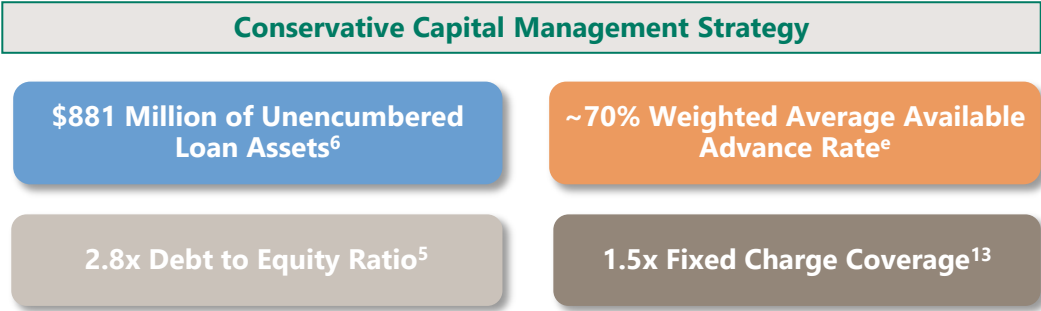 Conservative Capital Management Strategy
$881 Million of Unencumbered
Loan Assets⁶
~70% Weighted Average Available
Advance Rateᵉ
2.8x Debt to Equity Ratio⁵
1.5x Fixed Charge Coverage¹³